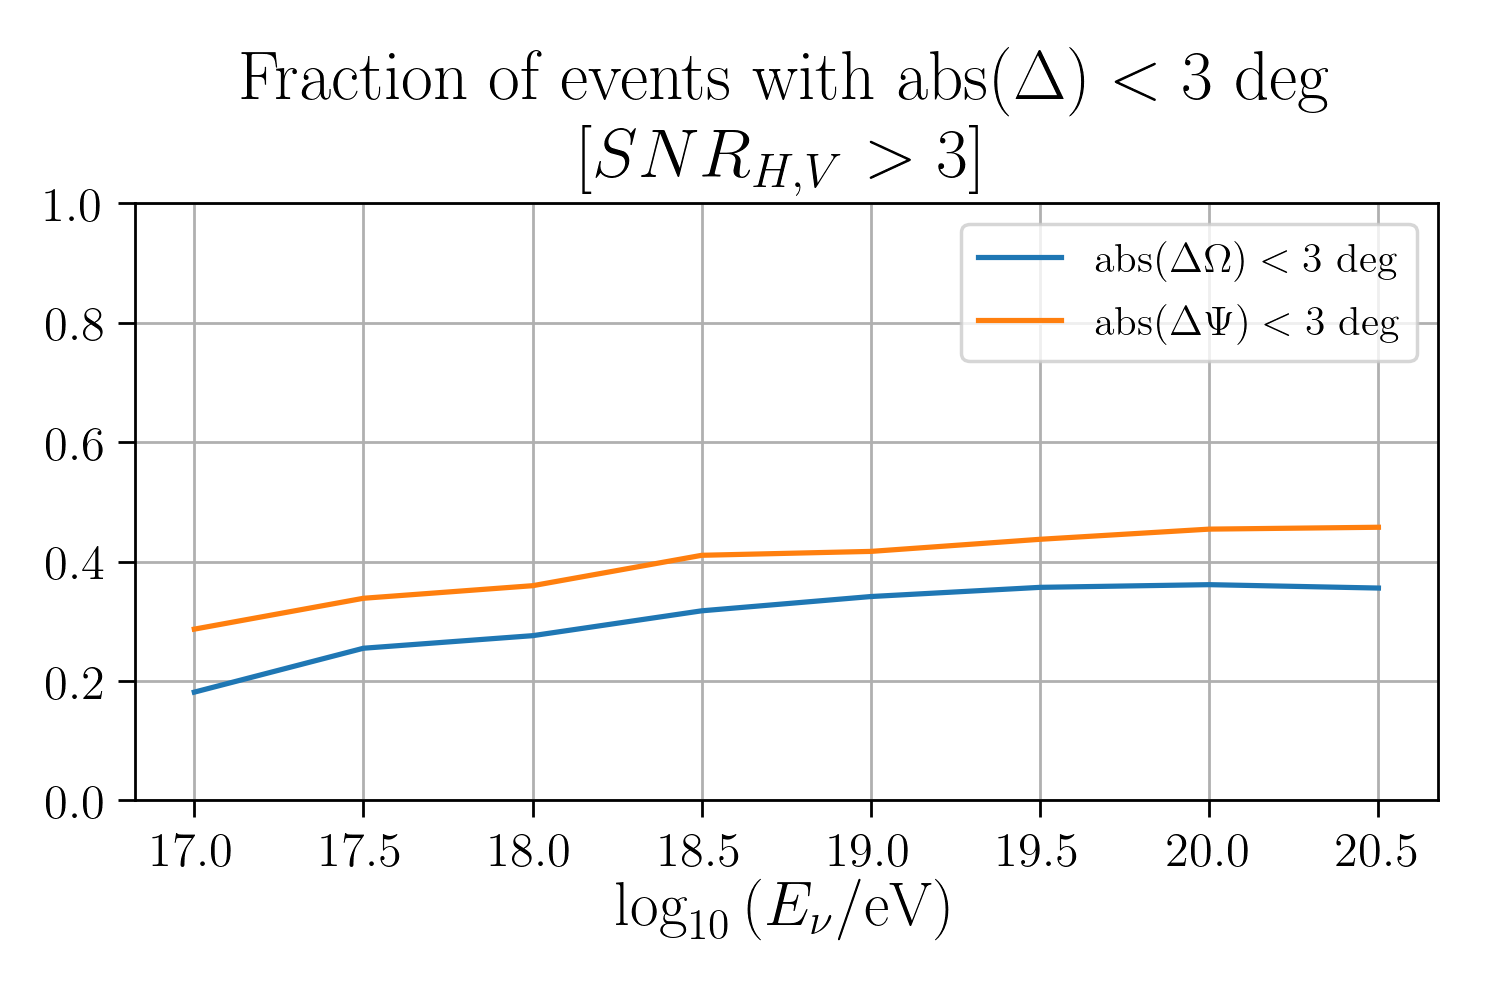 Fraction of events with abs(Δ) < 3 deg
[SNR_{H,V} > 3]
1.0
abs(ΔΩ) < 3 deg
abs(ΔΨ) < 3 deg
0.8
0.6
0.4
0.2
0.0
17.0 17.5 18.0 18.5 19.0 19.5 20.0 20.5
log₁₀ (E_ν/eV)